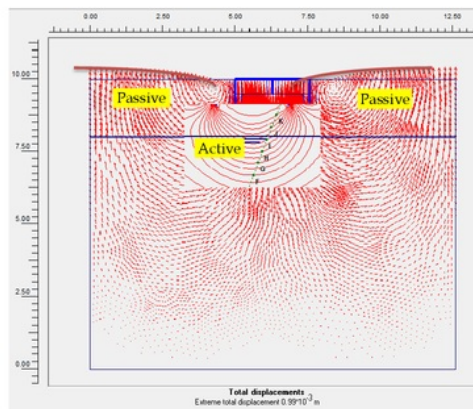 0.00 2.50 5.00 7.50 10.00 12.50
10.00
Passive
Passive
K
7.50
Active
I
H
G
F
5.00
2.50
0.00
Total displacements
Extreme total displacement 0.99*10⁻³ m